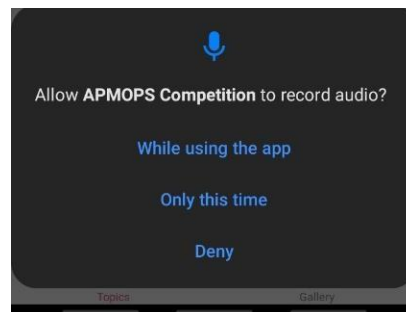 Allow APMOPS Competition to record audio?
While using the app
Only this time
Deny
Topics
Gallery